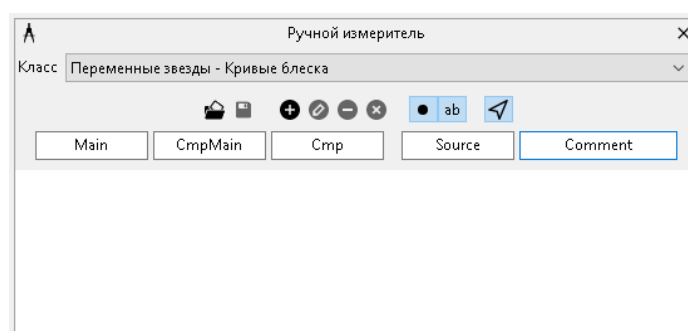 Ручной измеритель
Класс Переменные звезды - Кривые блеска
ab
Main CmpMain Cmp Source Comment